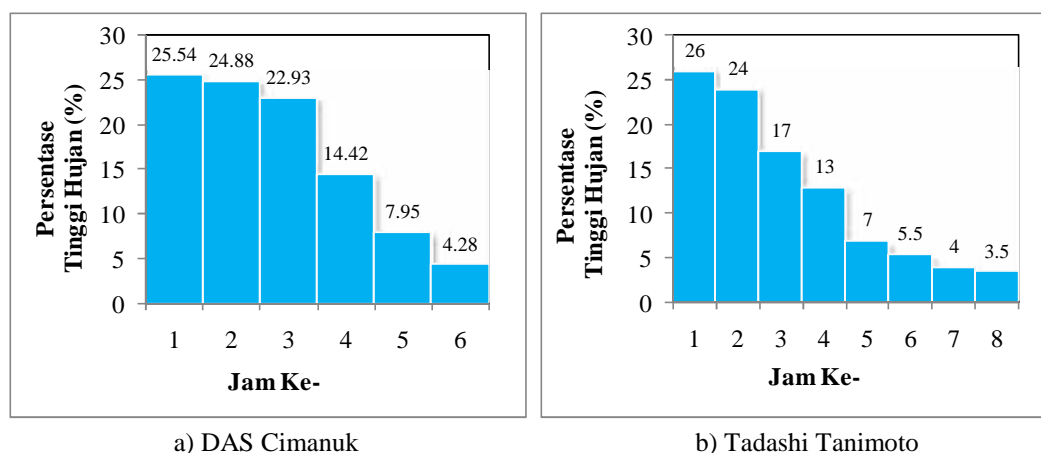 Persentase
Tinggi Hujan (%)
30
25
20
15
10
5
0
25.54
24.88
22.93
14.42
7.95
4.28
1 2 3 4 5 6
Jam Ke-
a) DAS Cimanuk
Persentase
Tinggi Hujan (%)
30
25
20
15
10
5
0
26
24
17
13
7
5.5
4
3.5
1 2 3 4 5 6 7 8
Jam Ke-
b) Tadashi Tanimoto